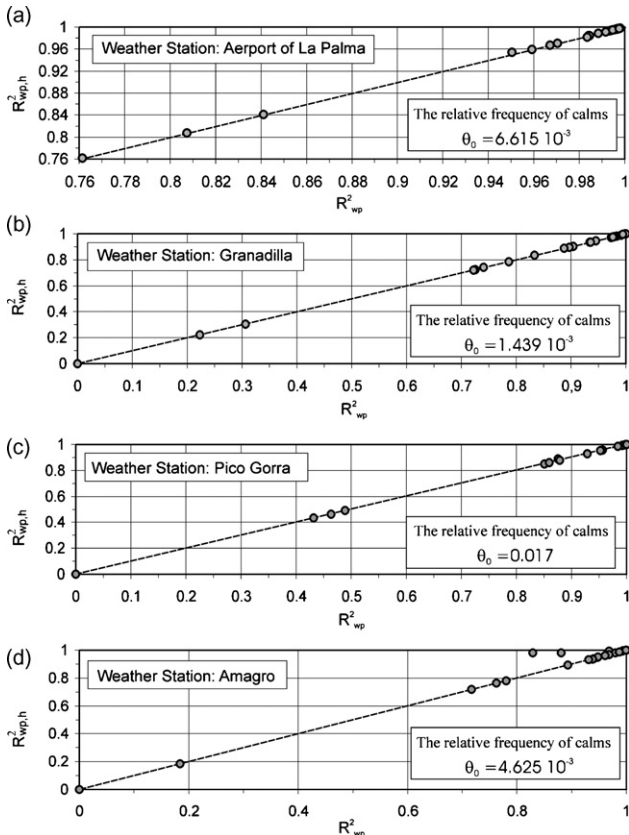 (a)
Weather Station: Aerport of La Palma
The relative frequency of calms
θ₀ = 6.615 10⁻³
R²wp,h
1
0.96
0.92
0.88
0.84
0.8
0.76
0.76 0.78 0.8 0.82 0.84 0.86 0.88 0.9 0.92 0.94 0.96 0.98 1
R²wp
(b)
Weather Station: Granadilla
The relative frequency of calms
θ₀ = 1.439 10⁻³
R²wp,h
1
0.8
0.6
0.4
0.2
0
0 0.1 0.2 0.3 0.4 0.5 0.6 0.7 0.8 0,9 1
R²wp
(c)
Weather Station: Pico Gorra
The relative frequency of calms
θ₀ = 0.017
R²wp,h
1
0.8
0.6
0.4
0.2
0
0 0.1 0.2 0.3 0.4 0.5 0.6 0.7 0.8 0.9 1
R²wp
(d)
Weather Station: Amagro
The relative frequency of calms
θ₀ = 4.625 10⁻³
R²wp,h
1
0.8
0.6
0.4
0.2
0
0 0.2 0.4 0.6 0.8 1
R²wp